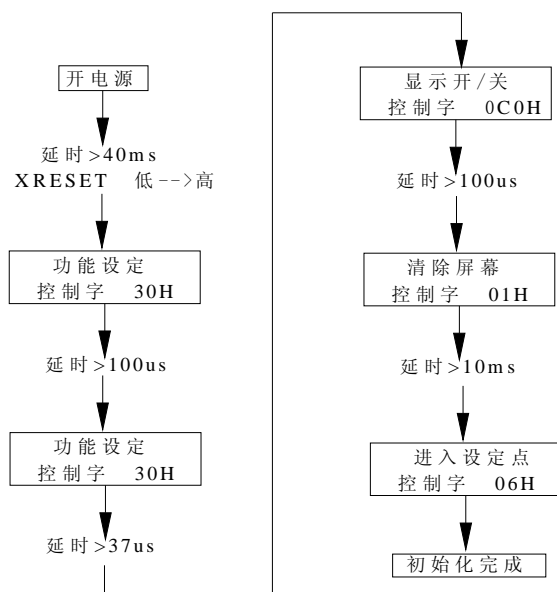 开电源
延时>40ms
XRESET 低-->高
功能设定
控制字 30H
延时>100us
功能设定
控制字 30H
延时>37us
显示开/关
控制字 0C0H
延时>100us
清除屏幕
控制字 01H
延时>10ms
进入设定点
控制字 06H
初始化完成